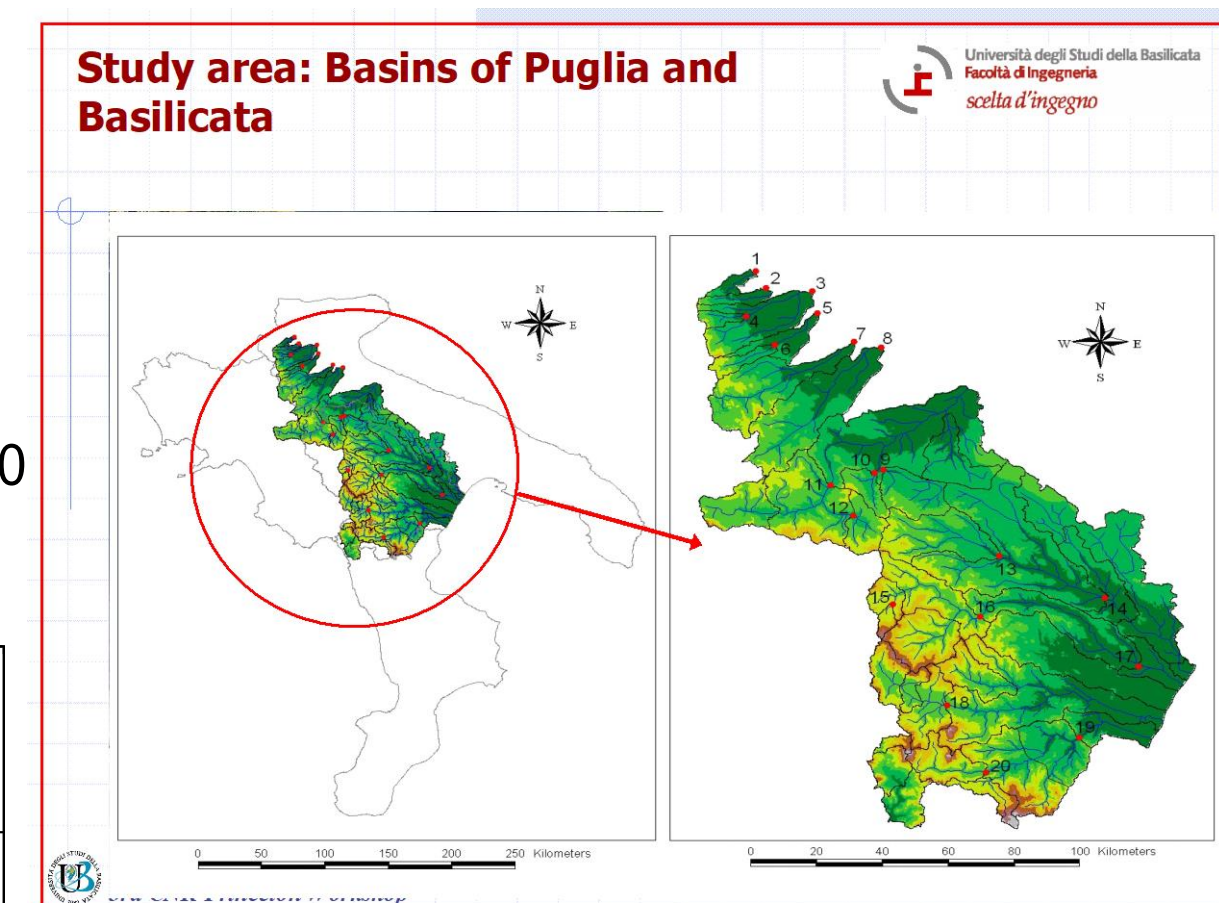 Study area: Basins of Puglia and
Basilicata
Università degli Studi della Basilicata
Facoltà di Ingegneria
scelta d'ingegno
0
N
W E
S
0 50 100 150 200 250 Kilometers
N
W E
S
1
2
3
4
5
6
7
8
9
10
11
12
13
14
15
16
17
18
19
20
0 20 40 60 80 100 Kilometers
UB